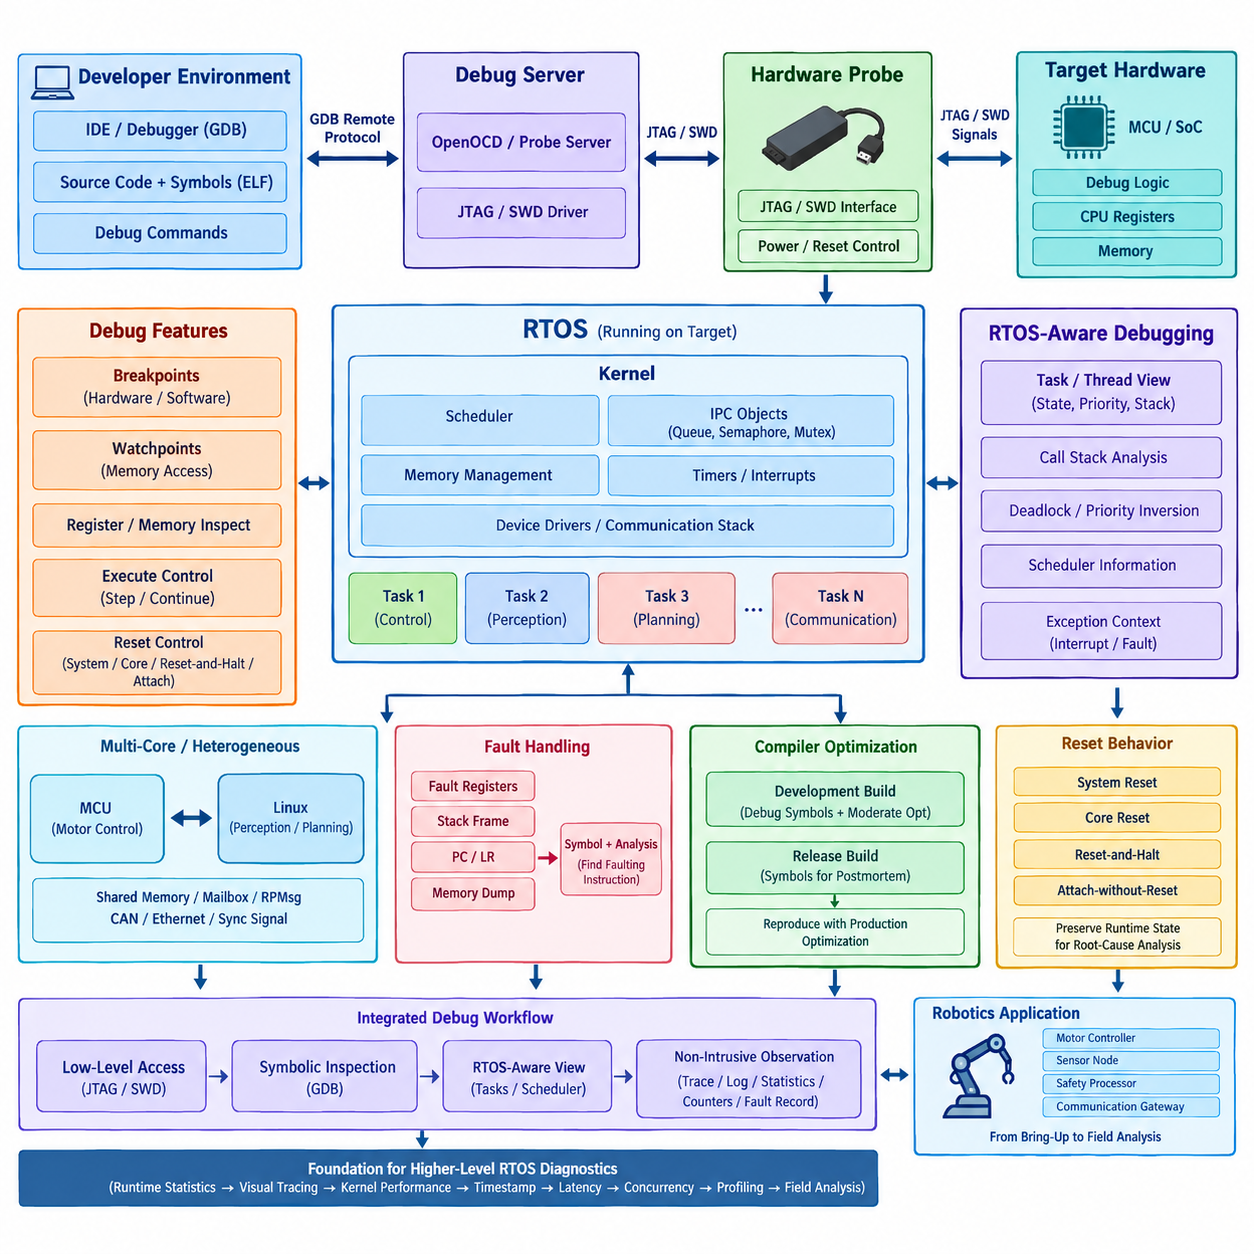 Developer Environment
IDE / Debugger (GDB)
Source Code + Symbols (ELF)
Debug Commands
GDB Remote
Protocol
Debug Server
OpenOCD / Probe Server
JTAG / SWD Driver
JTAG / SWD
Hardware Probe
JTAG / SWD Interface
Power / Reset Control
JTAG / SWD
Signals
Target Hardware
MCU / SoC
Debug Logic
CPU Registers
Memory
Debug Features
Breakpoints
(Hardware / Software)
Watchpoints
(Memory Access)
Register / Memory Inspect
Execute Control
(Step / Continue)
Reset Control
(System / Core / Reset-and-Halt /
Attach)
RTOS (Running on Target)
Kernel
Scheduler
IPC Objects
(Queue, Semaphore, Mutex)
Memory Management
Timers / Interrupts
Device Drivers / Communication Stack
Task 1
(Control)
Task 2
(Perception)
Task 3
(Planning)
...
Task N
(Communication)
RTOS-Aware Debugging
Task / Thread View
(State, Priority, Stack)
Call Stack Analysis
Deadlock / Priority Inversion
Scheduler Information
Exception Context
(Interrupt / Fault)
Multi-Core / Heterogeneous
MCU
(Motor Control)
Linux
(Perception / Planning)
Shared Memory / Mailbox / RPMsg
CAN / Ethernet / Sync Signal
Fault Handling
Fault Registers
Stack Frame
PC / LR
Memory Dump
Symbol + Analysis
(Find Faulting
Instruction)
Compiler Optimization
Development Build
(Debug Symbols + Moderate Opt)
Release Build
(Symbols for Postmortem)
Reproduce with Production
Optimization
Reset Behavior
System Reset
Core Reset
Reset-and-Halt
Attach-without-Reset
Preserve Runtime State
for Root-Cause Analysis
Integrated Debug Workflow
Low-Level Access
(JTAG / SWD)
Symbolic Inspection
(GDB)
RTOS-Aware View
(Tasks / Scheduler)
Non-Intrusive Observation
(Trace / Log / Statistics /
Counters / Fault Record)
Robotics Application
Motor Controller
Sensor Node
Safety Processor
Communication Gateway
From Bring-Up to Field Analysis
Foundation for Higher-Level RTOS Diagnostics
(Runtime Statistics → Visual Tracing → Kernel Performance → Timestamp → Latency → Concurrency → Profiling → Field Analysis)